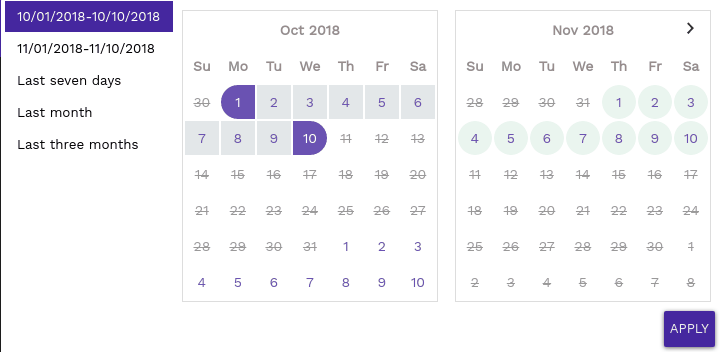 10/01/2018-10/10/2018
11/01/2018-11/10/2018
Last seven days
Last month
Last three months
Oct 2018
Su Mo Tu We Th Fr Sa
30 1 2 3 4 5 6
7 8 9 10 11 12 13
14 15 16 17 18 19 20
21 22 23 24 25 26 27
28 29 30 31 1 2 3
4 5 6 7 8 9 10
Nov 2018
Su Mo Tu We Th Fr Sa
28 29 30 31 1 2 3
4 5 6 7 8 9 10
11 12 13 14 15 16 17
18 19 20 21 22 23 24
25 26 27 28 29 30 1
2 3 4 5 6 7 8
APPLY